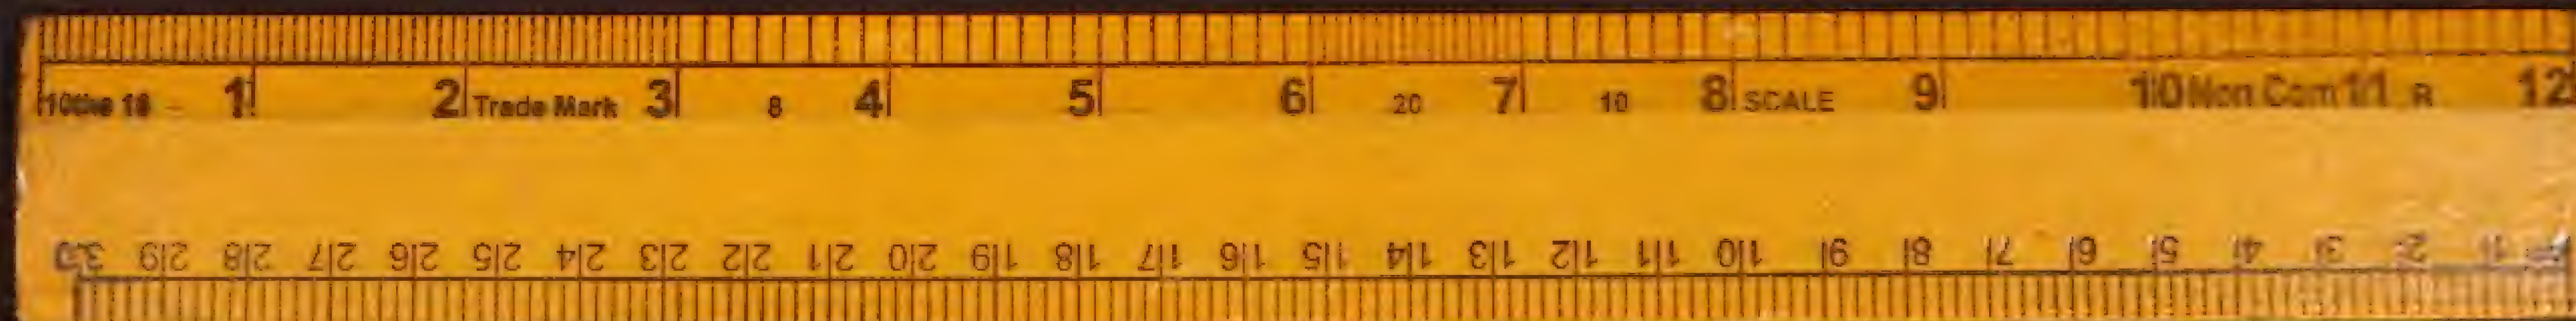 10ths 16 1 2 Trade Mark 3 8 4 5 6 20 7 10 8 SCALE 9 10 Non Com 11 R 12
30 29 28 27 26 25 24 23 22 21 20 19 18 17 16 15 14 13 12 11 10 9 8 7 6 5 4 3 2 1